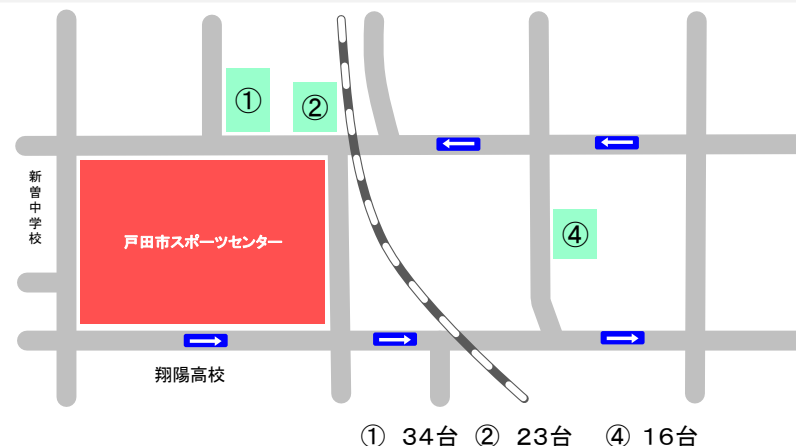 ①
②
新曽中学校
戸田市スポーツセンター
④
翔陽高校
① 34台 ② 23台 ④ 16台